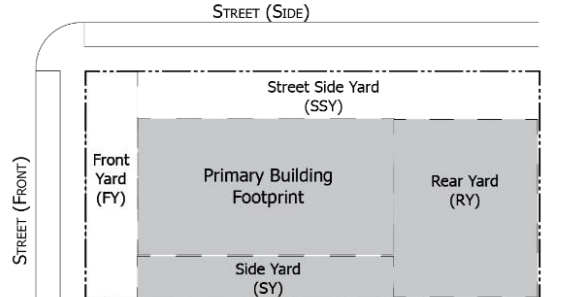 STREET (SIDE)
Street Side Yard
(SSY)
STREET (FRONT)
Front
Yard
(FY)
Primary Building
Footprint
Rear Yard
(RY)
Side Yard
(SY)